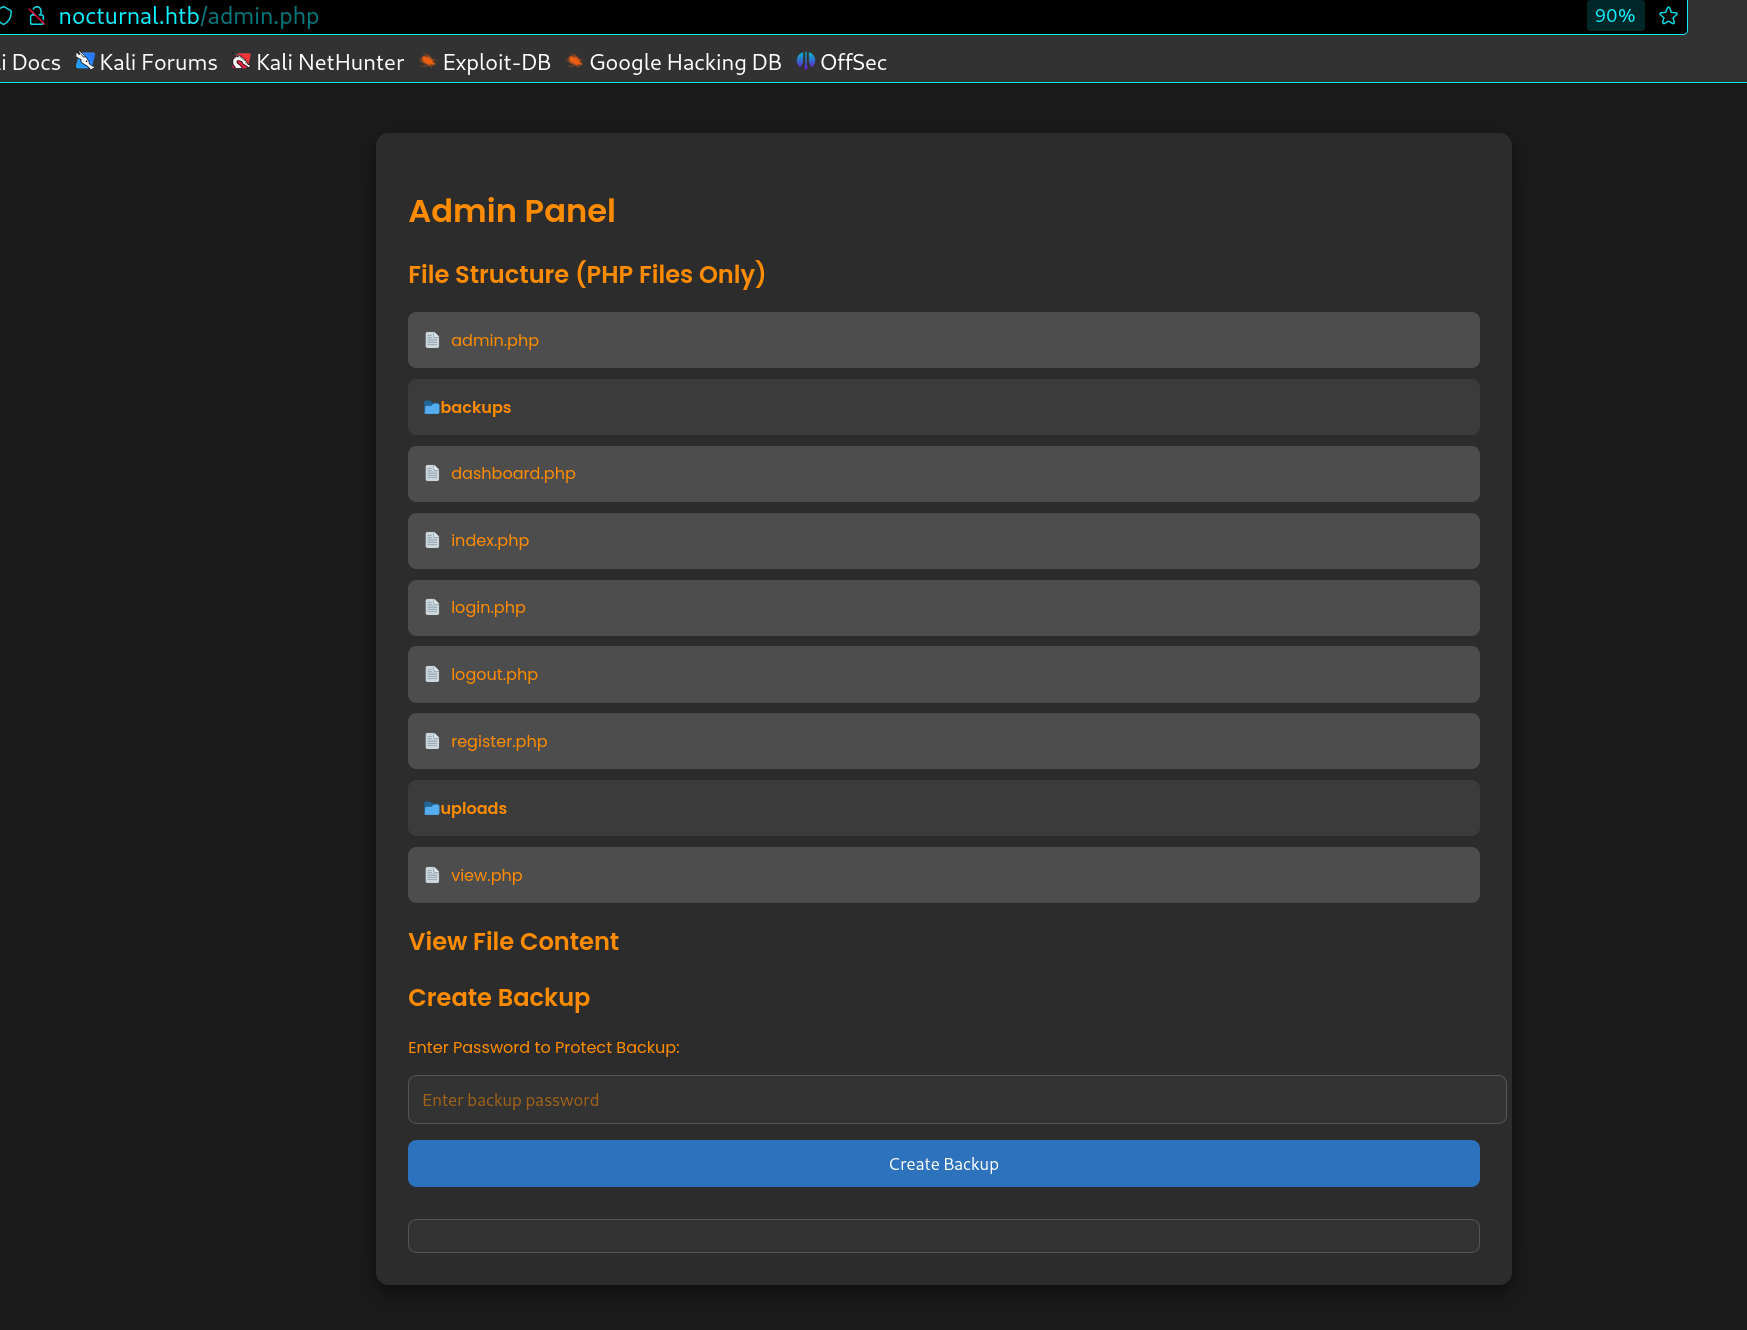 nocturnal.htb/admin.php 90%
i Docs Kali Forums Kali NetHunter Exploit-DB Google Hacking DB OffSec
Admin Panel
File Structure (PHP Files Only)
admin.php
backups
dashboard.php
index.php
login.php
logout.php
register.php
uploads
view.php
View File Content
Create Backup
Enter Password to Protect Backup:
Enter backup password
Create Backup